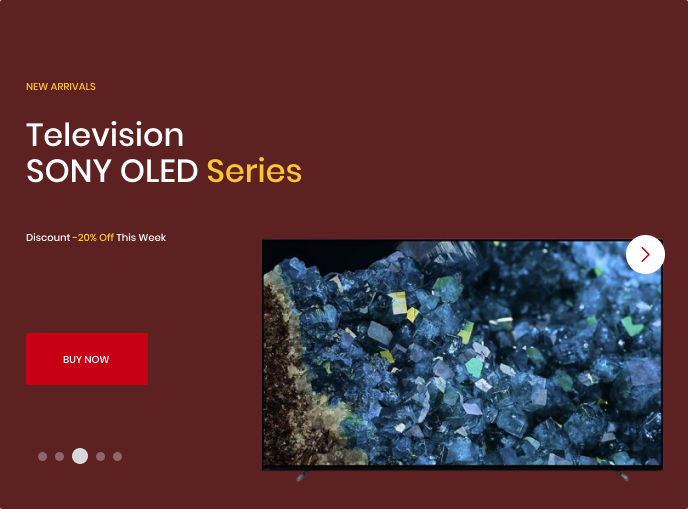 NEW ARRIVALS
Television
SONY OLED Series
Discount -20% Off This Week
BUY NOW